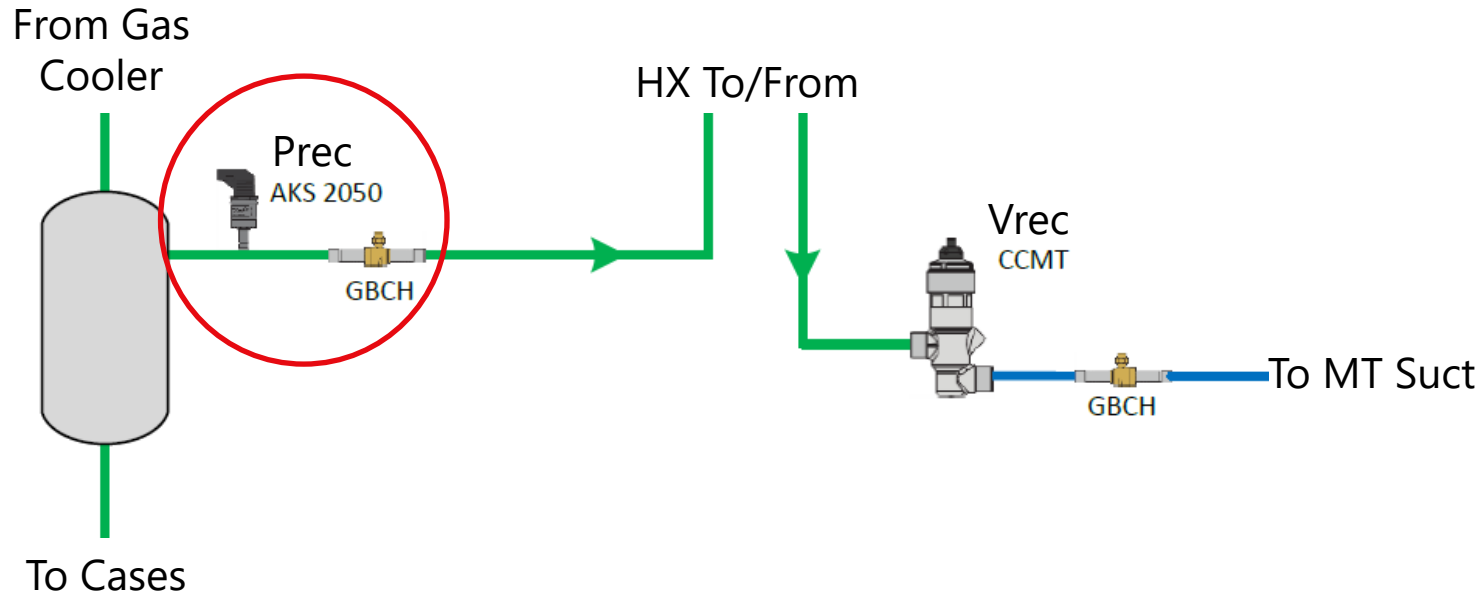 From Gas
Cooler
Prec
AKS 2050
GBCH
HX To/From
Vrec
CCMT
GBCH
To MT Suct
To Cases